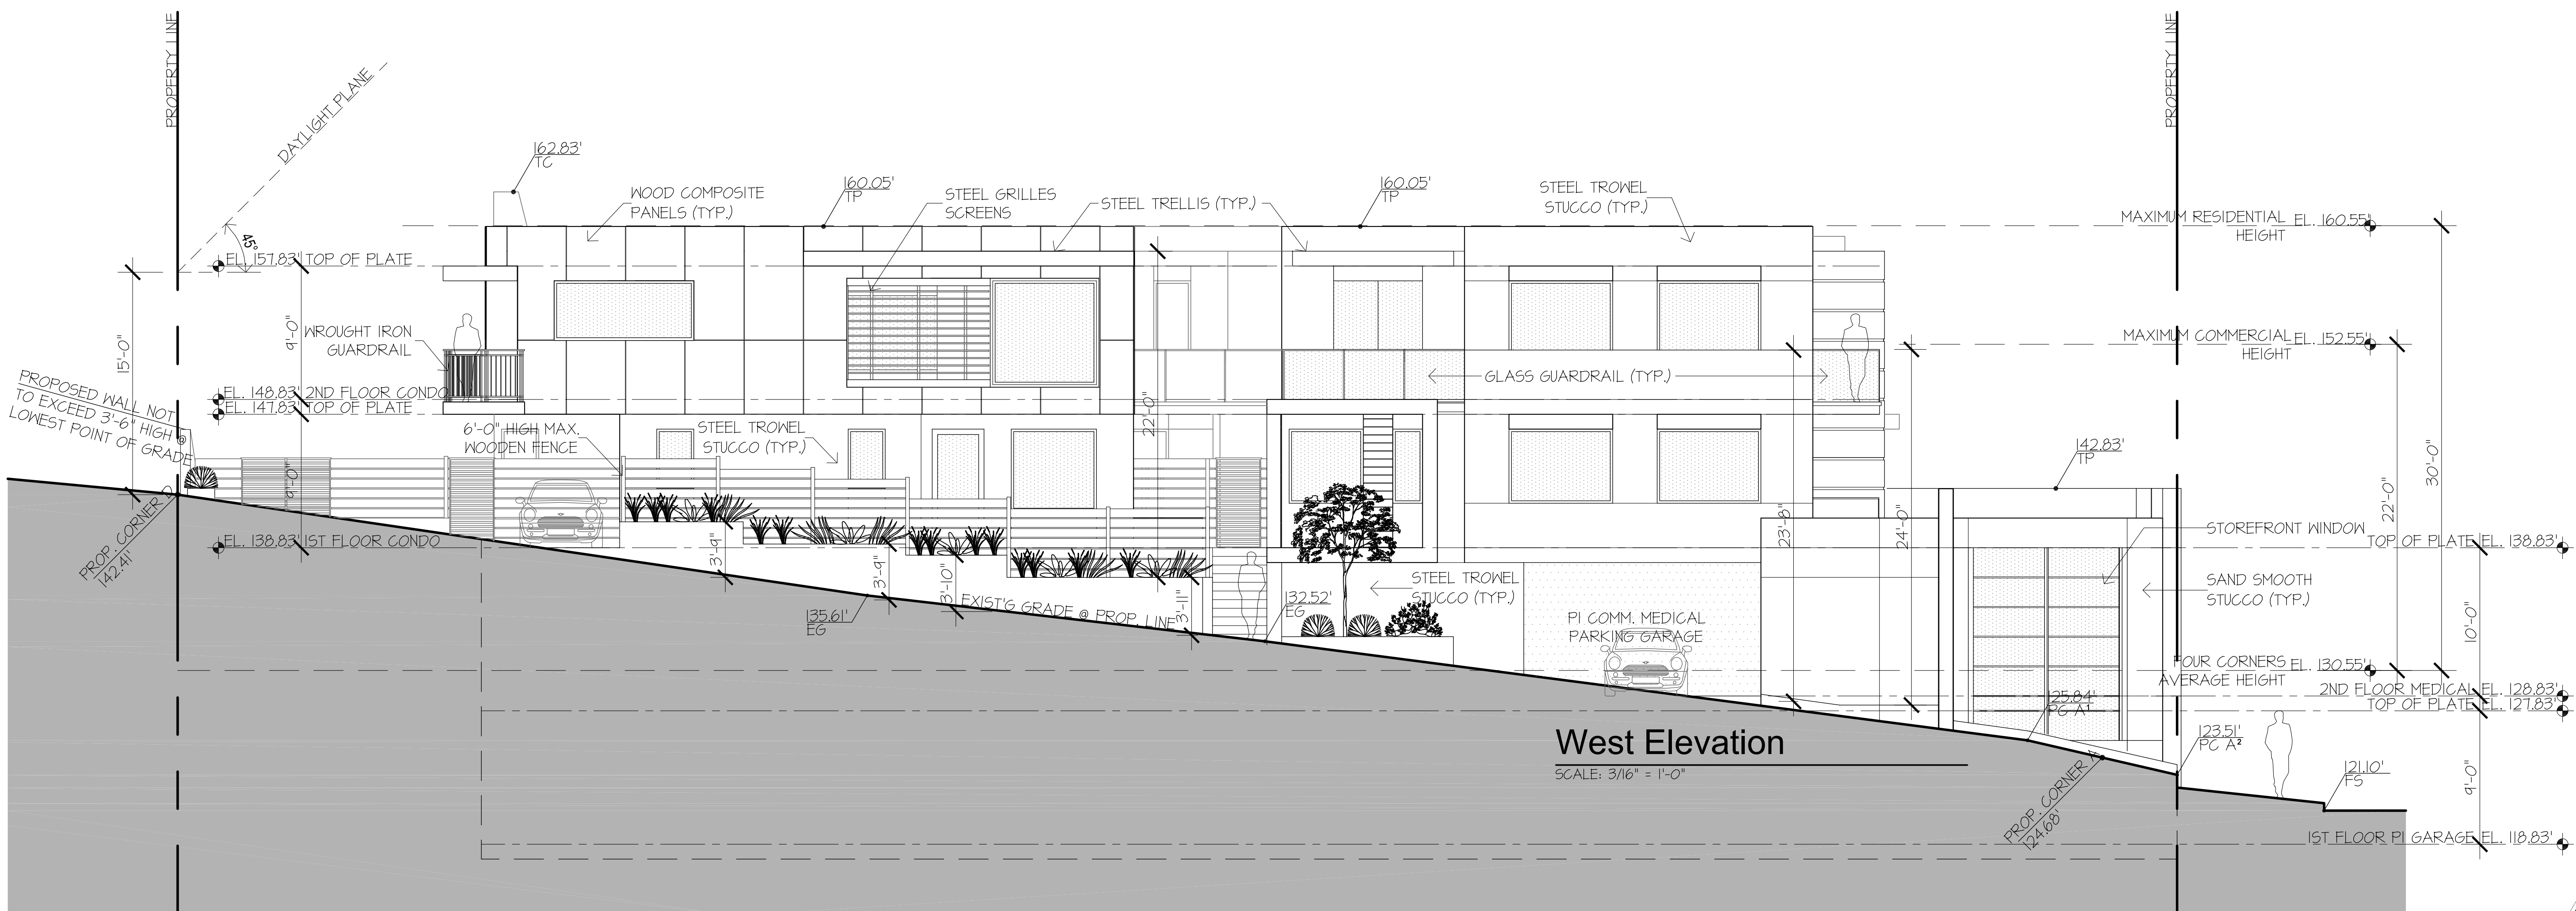 PROPERTY LINE
DAYLIGHT PLANE
45°
162.83'
TC
WOOD COMPOSITE
PANELS (TYP.)
160.05'
TP
STEEL GRILLES
SCREENS
STEEL TRELLIS (TYP.)
160.05'
TP
STEEL TROWEL
STUCCO (TYP.)
PROPERTY LINE
MAXIMUM RESIDENTIAL EL. 160.55'
HEIGHT
EL. 157.83' TOP OF PLATE
15'-0"
9'-0"
WROUGHT IRON
GUARDRAIL
EL. 148.83' 2ND FLOOR CONDO
EL. 147.83' TOP OF PLATE
PROPOSED WALL NOT
TO EXCEED 3'-6" HIGH @
LOWEST POINT OF GRADE
6'-0" HIGH MAX.
WOODEN FENCE
STEEL TROWEL
STUCCO (TYP.)
22'-0"
GLASS GUARDRAIL (TYP.)
MAXIMUM COMMERCIAL EL. 152.55'
HEIGHT
142.83'
TP
30'-0"
22'-0"
9'-0"
PROP. CORNER D
142.41'
EL. 138.83' 1ST FLOOR CONDO
3'-9"
3'-9"
3'-10"
3'-11"
135.61'
EG
EXIST'G GRADE @ PROP. LINE
132.52'
EG
STEEL TROWEL
STUCCO (TYP.)
P1 COMM. MEDICAL
PARKING GARAGE
23'-8"
24'-0"
STOREFRONT WINDOW
TOP OF PLATE EL. 138.83'
SAND SMOOTH
STUCCO (TYP.)
10'-0"
FOUR CORNERS EL. 130.55'
AVERAGE HEIGHT
2ND FLOOR MEDICAL EL. 128.83'
TOP OF PLATE EL. 127.83'
125.84'
PC A¹
123.51'
PC A²
West Elevation
SCALE: 3/16" = 1'-0"
PROP. CORNER A
124.68'
121.10'
FS
9'-0"
1ST FLOOR P1 GARAGE EL. 118.83'